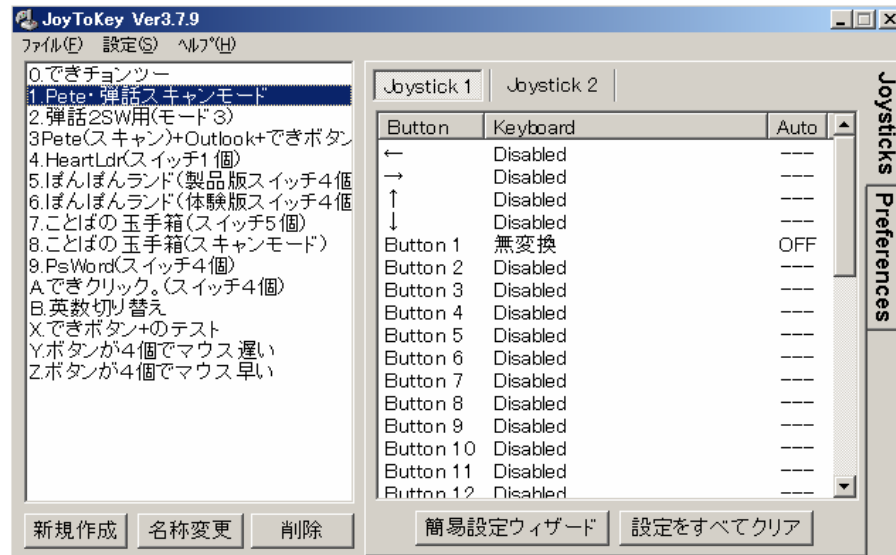 JoyToKey Ver3.7.9
ファイル(F) 設定(S) ヘルプ(H)
0.できチョンツー
1.Pete・弾話スキャンモード
2.弾話2SW用(モード3)
3Pete(スキャン)+Outlook+できボタン
4.HeartLdr(スイッチ1個)
5.ぽんぽんランド(製品版スイッチ4個
6.ぽんぽんランド(体験版スイッチ4個
7.ことばの玉手箱(スイッチ5個)
8.ことばの玉手箱(スキャンモード)
9.PsWord(スイッチ4個)
A.できクリック。(スイッチ4個)
B.英数切り替え
X.できボタン+のテスト
Y.ボタンが4個でマウス遅い
Z.ボタンが4個でマウス早い
新規作成 名称変更 削除
Joystick 1 Joystick 2
Button Keyboard Auto
← Disabled ---
→ Disabled ---
↑ Disabled ---
↓ Disabled ---
Button 1 無変換 OFF
Button 2 Disabled ---
Button 3 Disabled ---
Button 4 Disabled ---
Button 5 Disabled ---
Button 6 Disabled ---
Button 7 Disabled ---
Button 8 Disabled ---
Button 9 Disabled ---
Button 10 Disabled ---
Button 11 Disabled ---
Button 12 Disabled ---
簡易設定ウィザード 設定をすべてクリア
Joysticks
Preferences